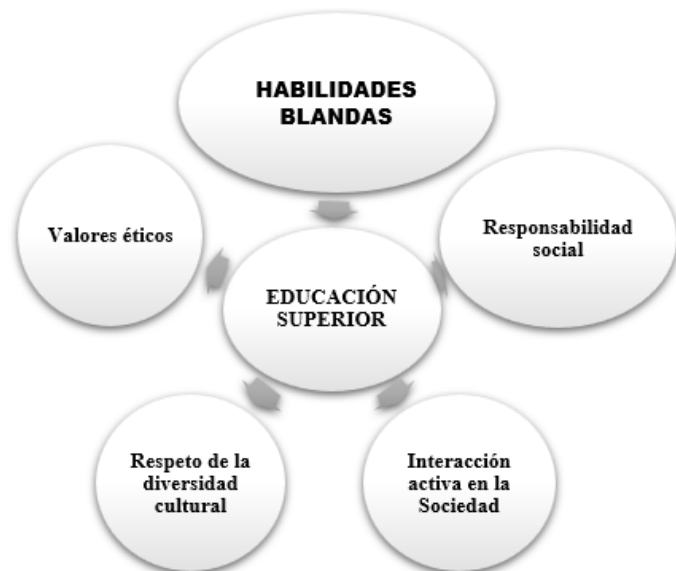 HABILIDADES
BLANDAS
Valores éticos
Responsabilidad
social
EDUCACIÓN
SUPERIOR
Respeto de la
diversidad
cultural
Interacción
activa en la
Sociedad